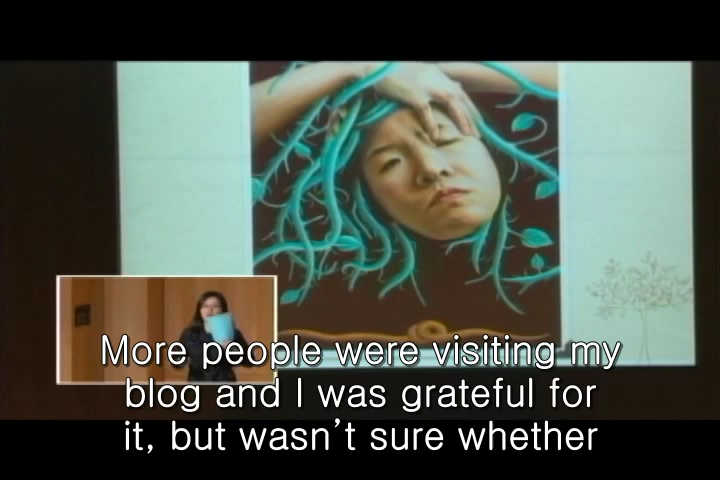 More people were visiting my
blog and I was grateful for
it, but wasn't sure whether